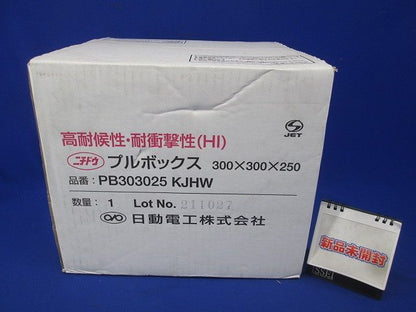 高耐候性・耐衝撃性(HI)
JET
ニチドウ プルボックス 300×300×250
品番: PB303025 KJHW
数量: 1 Lot No. 211027
日動電工株式会社
新品未開封